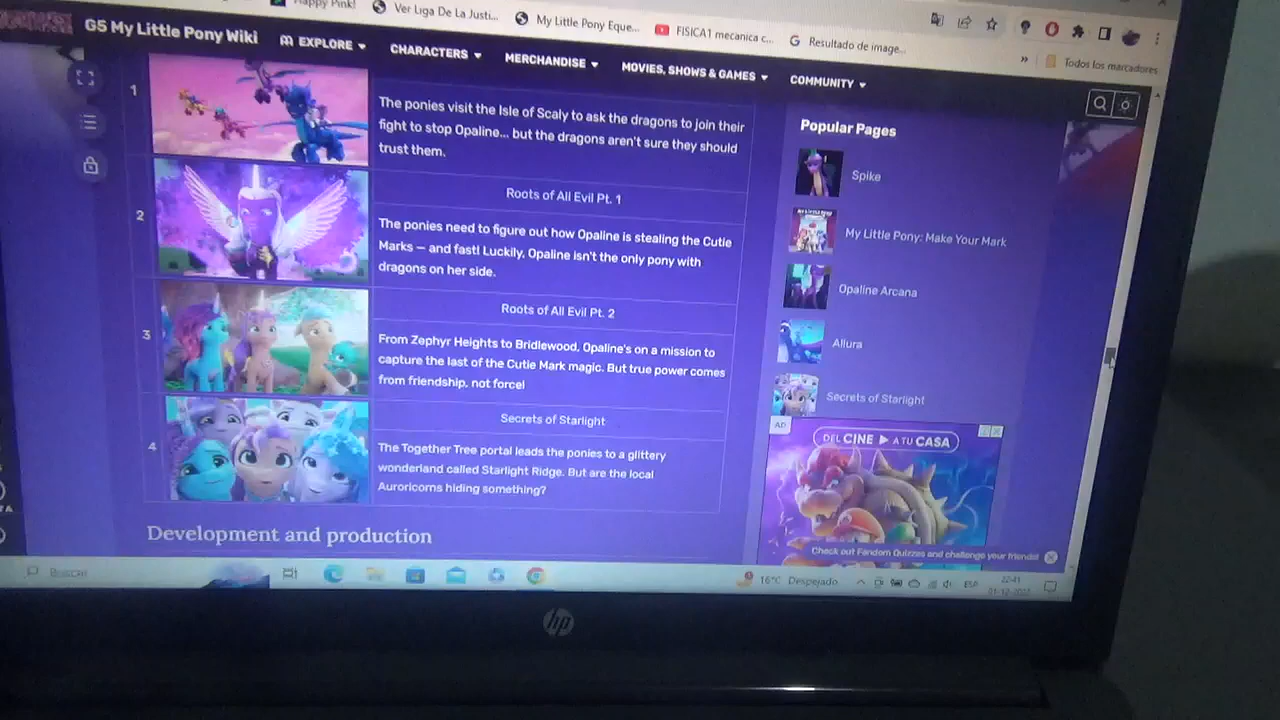 Happy Pink!
Ver Liga De La Justi...
My Little Pony Eque...
FISICA1 mecanica c...
Resultado de image...
Todos los marcadores
G5 My Little Pony Wiki
EXPLORE
CHARACTERS
MERCHANDISE
MOVIES, SHOWS & GAMES
COMMUNITY
1
The ponies visit the Isle of Scaly to ask the dragons to join their
fight to stop Opaline... but the dragons aren't sure they should
trust them.
Roots of All Evil Pt. 1
2
The ponies need to figure out how Opaline is stealing the Cutie
Marks — and fast! Luckily, Opaline isn't the only pony with
dragons on her side.
Roots of All Evil Pt. 2
3
From Zephyr Heights to Bridlewood, Opaline's on a mission to
capture the last of the Cutie Mark magic. But true power comes
from friendship, not force!
Secrets of Starlight
4
The Together Tree portal leads the ponies to a glittery
wonderland called Starlight Ridge. But are the local
Auroricorns hiding something?
Development and production
Popular Pages
Spike
My Little Pony: Make Your Mark
Opaline Arcana
Allura
Secrets of Starlight
AD
DEL CINE A TU CASA
Check out Fandom Quizzes and challenge your friends!
Buscar
16°C Despejado
ESP
22:41
hp